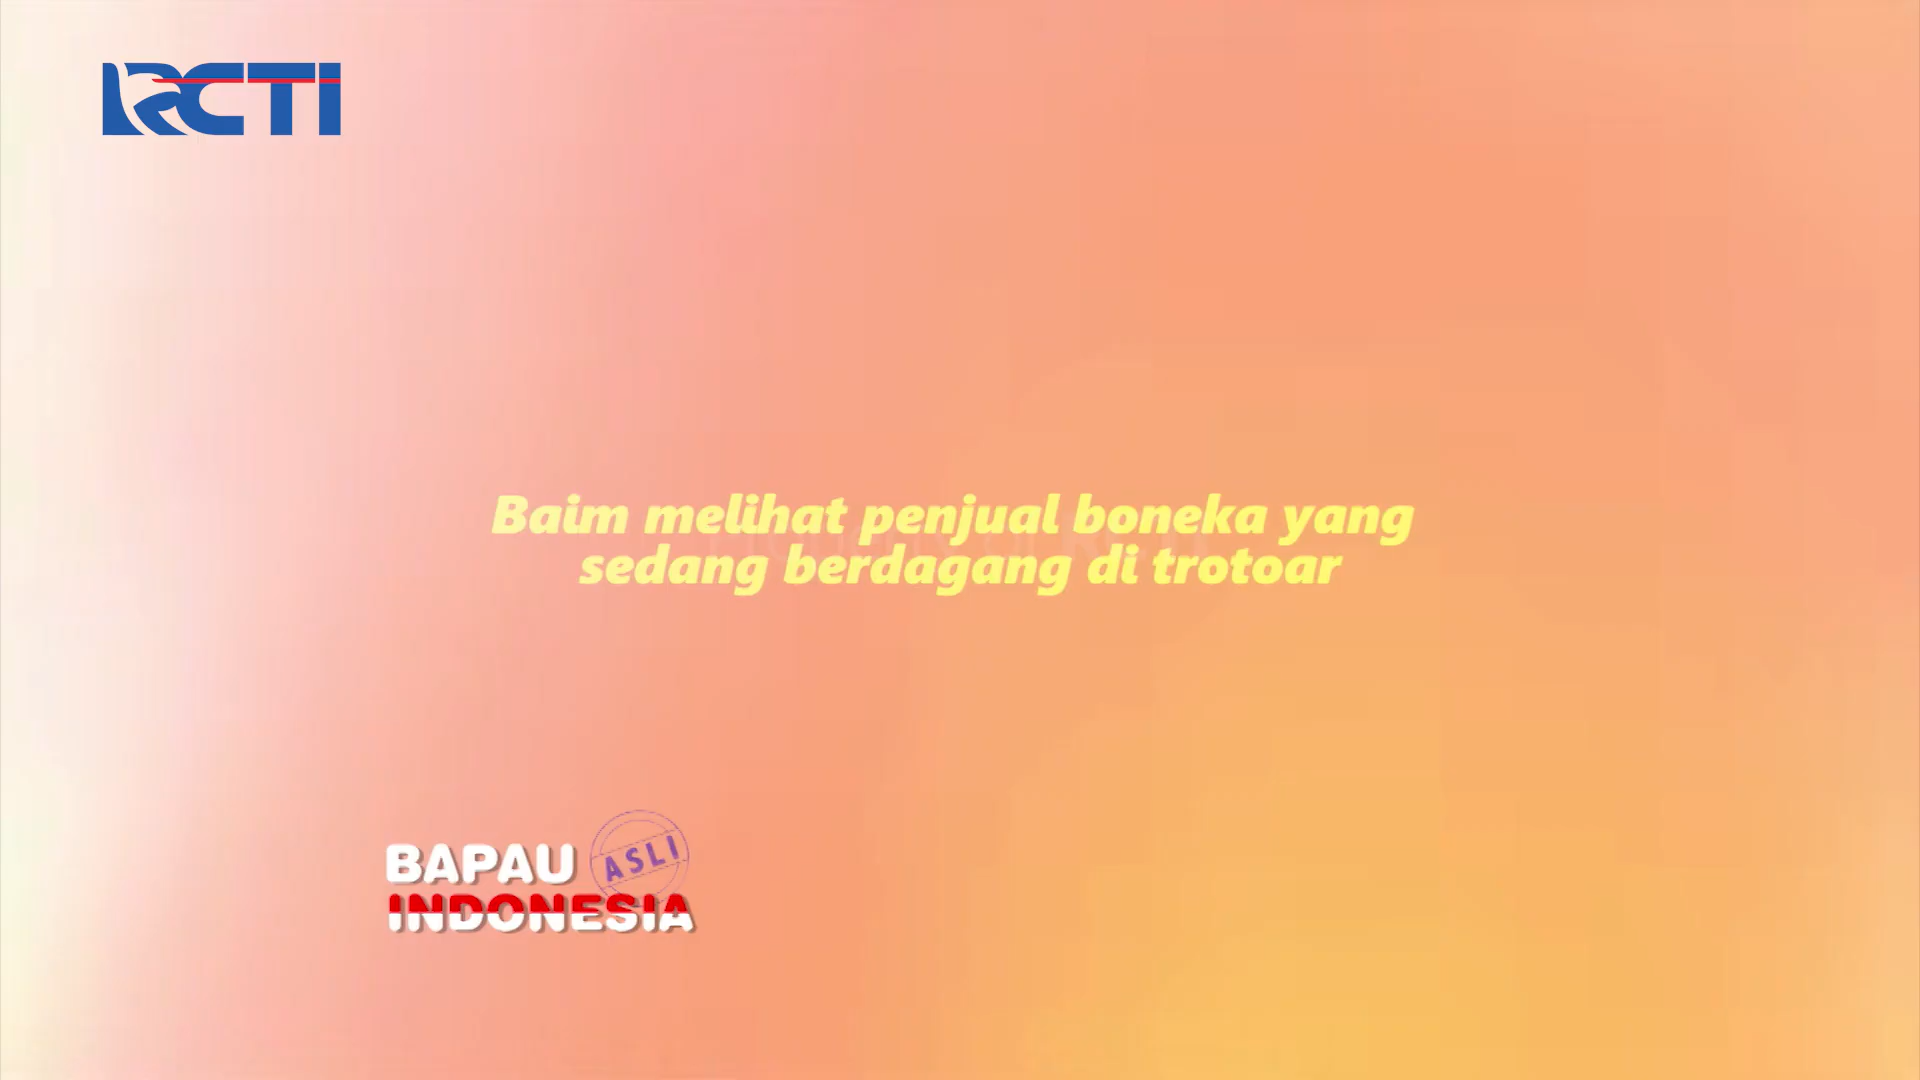 RCTI
Baim melihat penjual boneka yang
sedang berdagang di trotoar
BAPAU
ASLI
INDONESIA